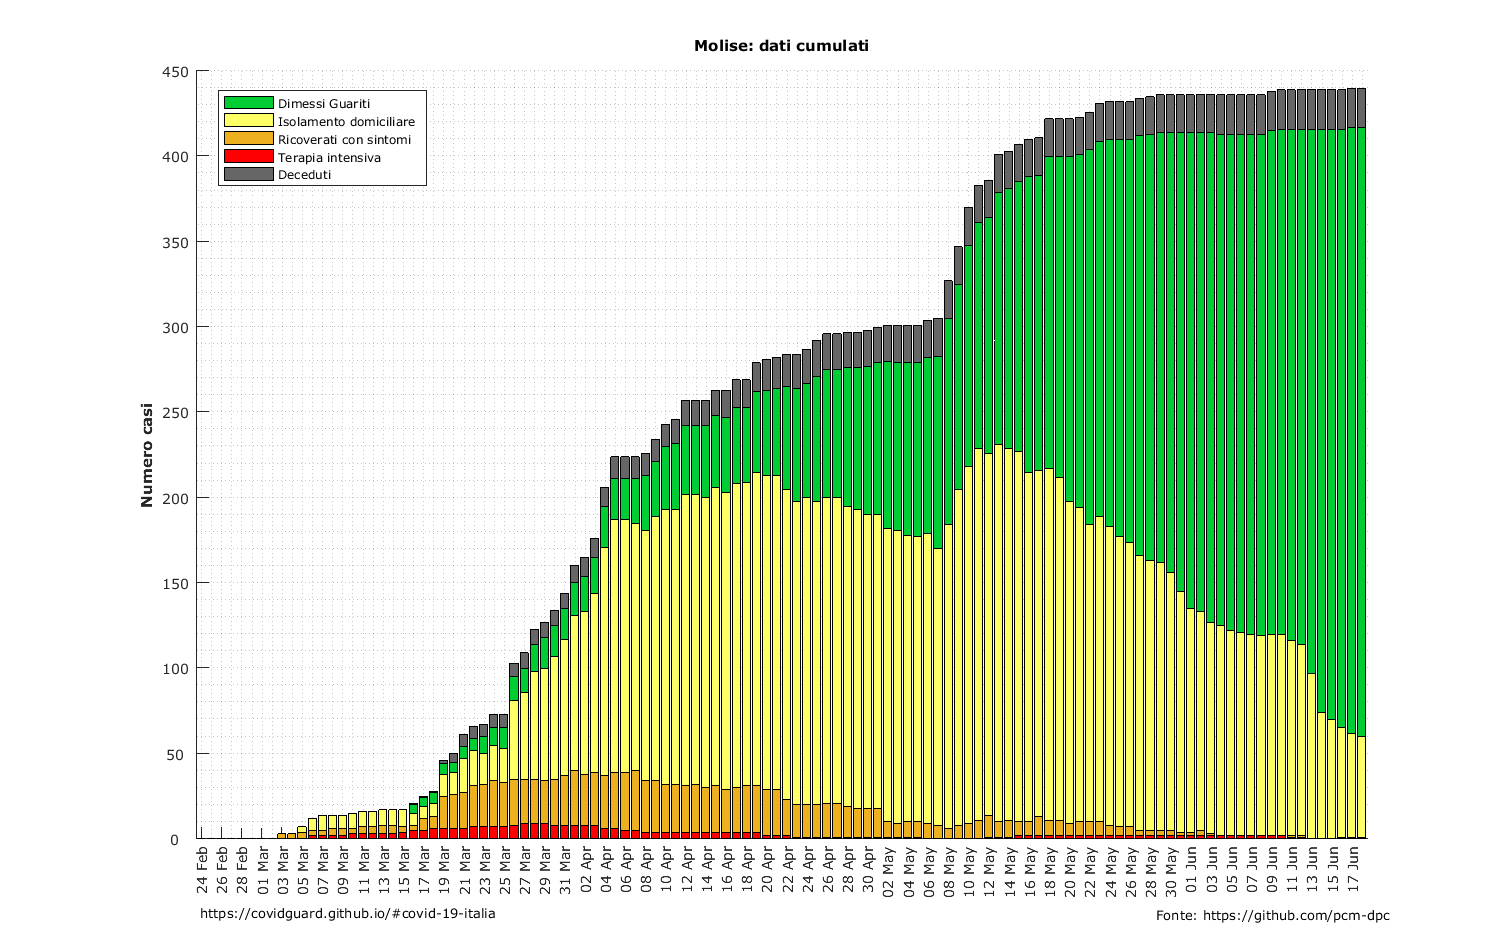 Molise: dati cumulati
Numero casi
450
400
350
300
250
200
150
100
50
0
Dimessi Guariti
Isolamento domiciliare
Ricoverati con sintomi
Terapia intensiva
Deceduti
24 Feb
26 Feb
28 Feb
01 Mar
03 Mar
05 Mar
07 Mar
09 Mar
11 Mar
13 Mar
15 Mar
17 Mar
19 Mar
21 Mar
23 Mar
25 Mar
27 Mar
29 Mar
31 Mar
02 Apr
04 Apr
06 Apr
08 Apr
10 Apr
12 Apr
14 Apr
16 Apr
18 Apr
20 Apr
22 Apr
24 Apr
26 Apr
28 Apr
30 Apr
02 May
04 May
06 May
08 May
10 May
12 May
14 May
16 May
18 May
20 May
22 May
24 May
26 May
28 May
30 May
01 Jun
03 Jun
05 Jun
07 Jun
09 Jun
11 Jun
13 Jun
15 Jun
17 Jun
https://covidguard.github.io/#covid-19-italia
Fonte: https://github.com/pcm-dpc